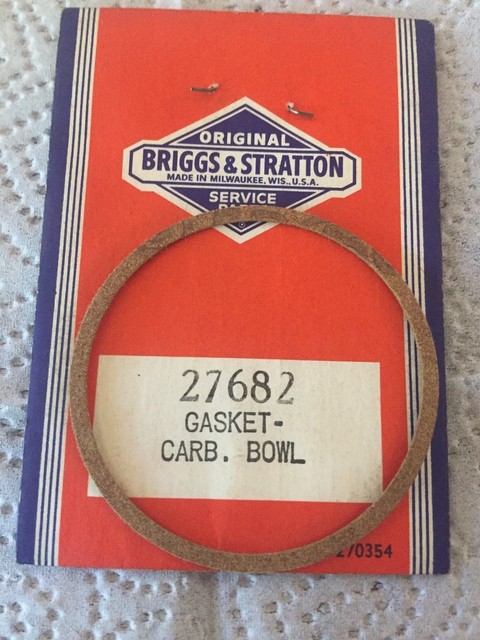 ORIGINAL
BRIGGS & STRATTON
MADE IN MILWAUKEE, WIS., U.S.A.
SERVICE
27682
GASKET-
CARB. BOWL
270354